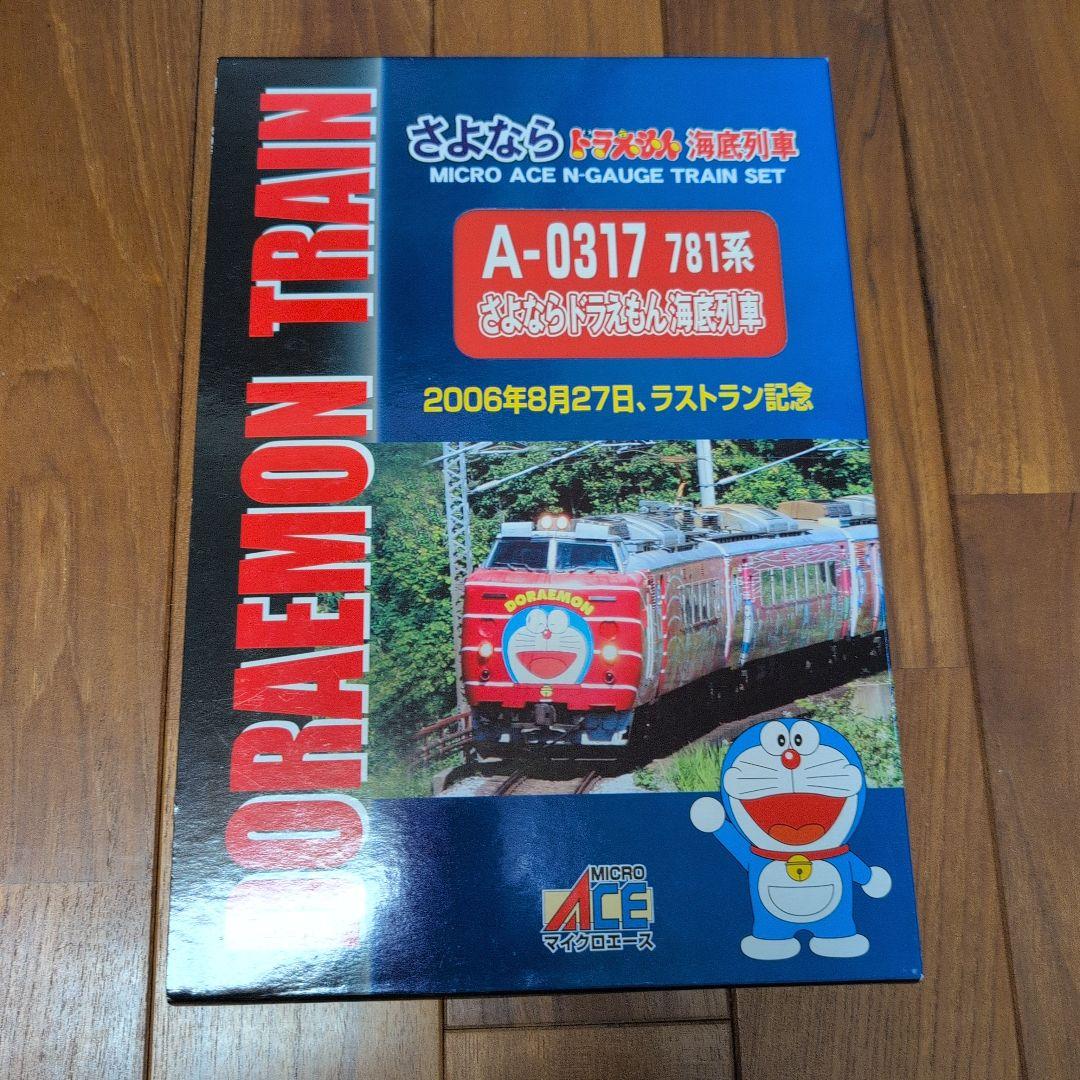 DORAEMON TRAIN
さよなら ドラえもん 海底列車
MICRO ACE N-GAUGE TRAIN SET
A-0317 781系
さよならドラえもん海底列車
2006年8月27日、ラストラン記念
DORAEMON
MICRO
ACE
マイクロエース